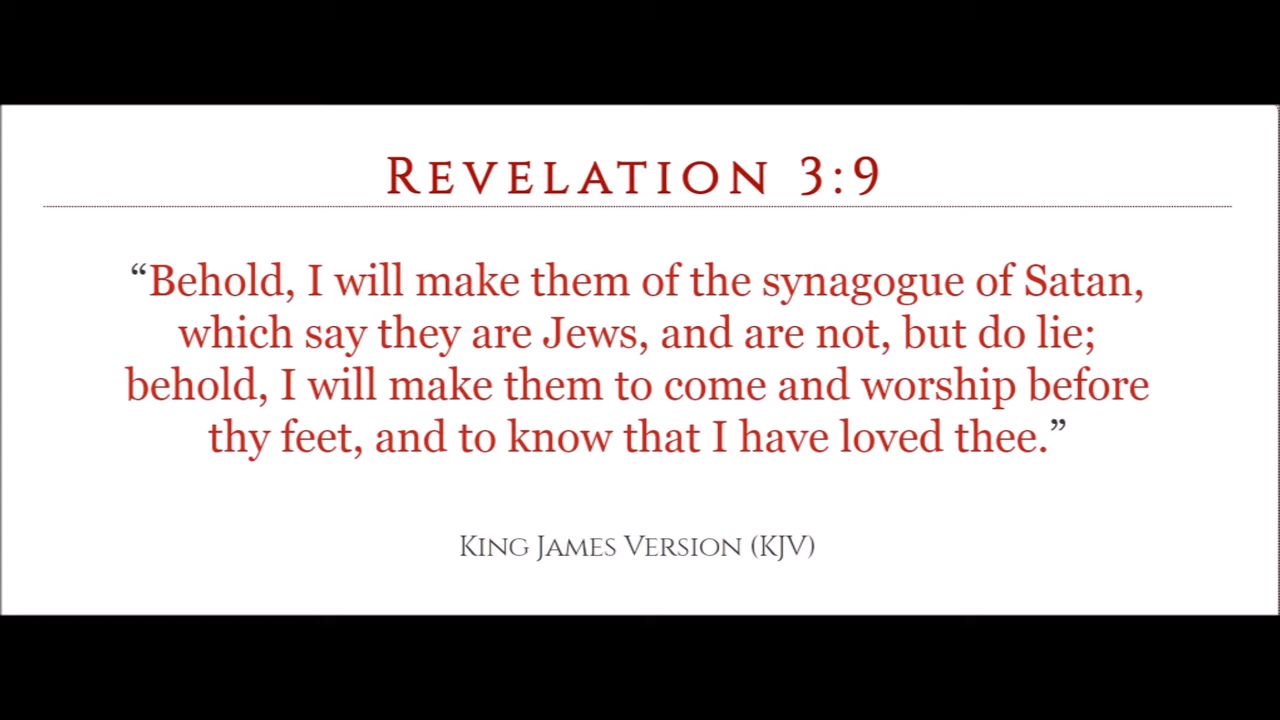 Revelation 3:9
“Behold, I will make them of the synagogue of Satan,
which say they are Jews, and are not, but do lie;
behold, I will make them to come and worship before
thy feet, and to know that I have loved thee.”
King James Version (KJV)